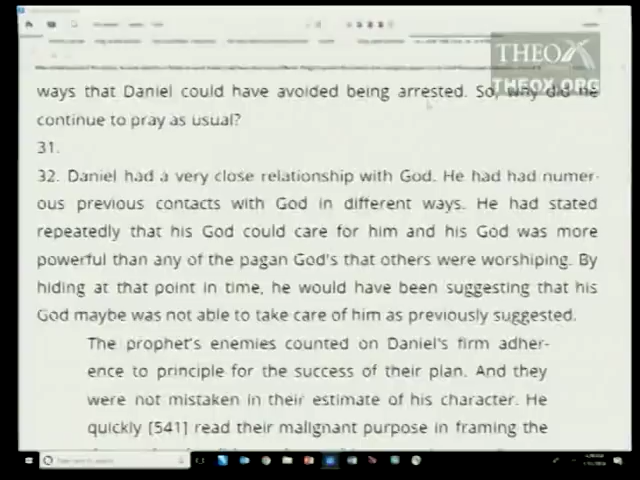 THEOX
THEOX.ORG
ways that Daniel could have avoided being arrested. So, why did he
continue to pray as usual?
31.
32. Daniel had a very close relationship with God. He had had numer-
ous previous contacts with God in different ways. He had stated
repeatedly that his God could care for him and his God was more
powerful than any of the pagan God's that others were worshiping. By
hiding at that point in time, he would have been suggesting that his
God maybe was not able to take care of him as previously suggested.
The prophet's enemies counted on Daniel's firm adher-
ence to principle for the success of their plan. And they
were not mistaken in their estimate of his character. He
quickly [541] read their malignant purpose in framing the